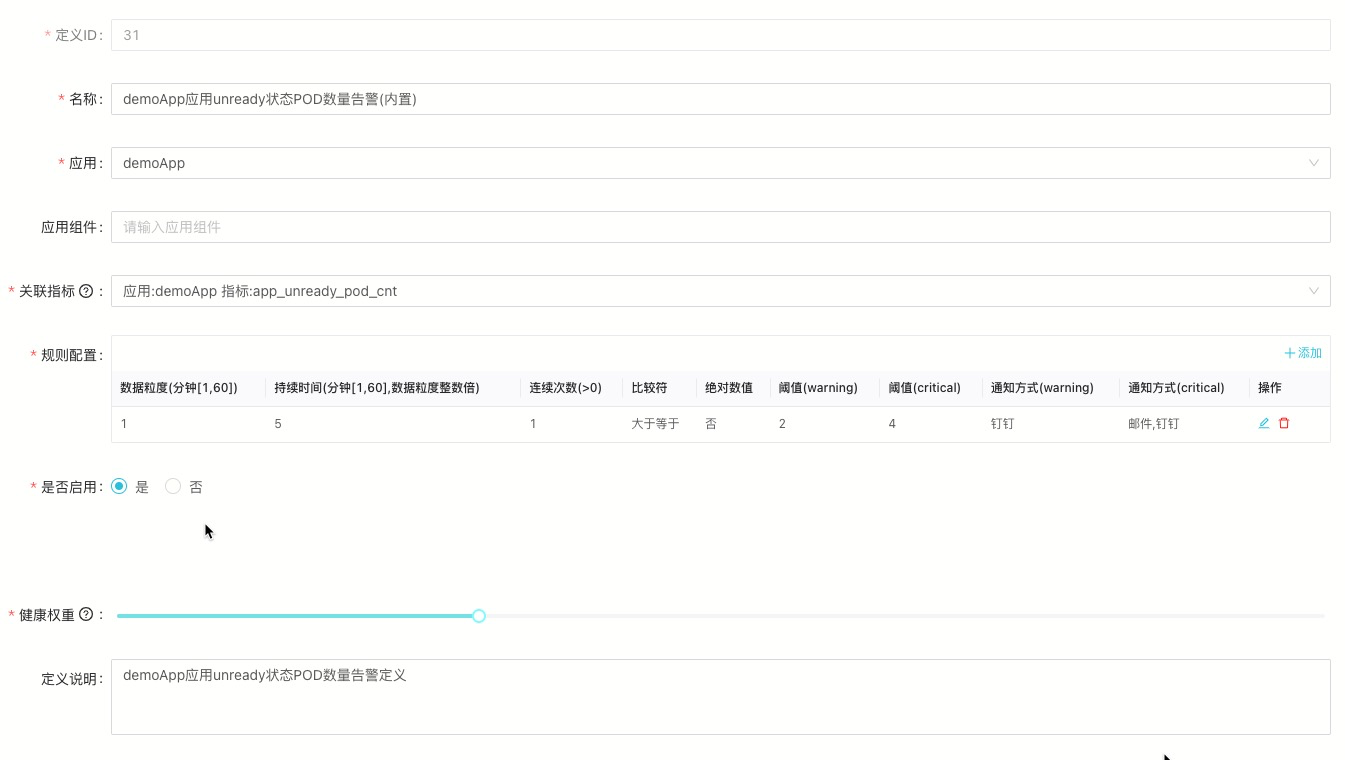 * 定义ID: 31
* 名称: demoApp应用unready状态POD数量告警(内置)
* 应用: demoApp
应用组件: 请输入应用组件
* 关联指标 ? : 应用:demoApp 指标:app_unready_pod_cnt
* 规则配置: +添加
数据粒度(分钟[1,60]) 持续时间(分钟[1,60],数据粒度整数倍) 连续次数(>0) 比较符 绝对数值 阈值(warning) 阈值(critical) 通知方式(warning) 通知方式(critical) 操作
1 5 1 大于等于 否 2 4 钉钉 邮件,钉钉
* 是否启用: 是 否
* 健康权重 ? :
定义说明: demoApp应用unready状态POD数量告警定义